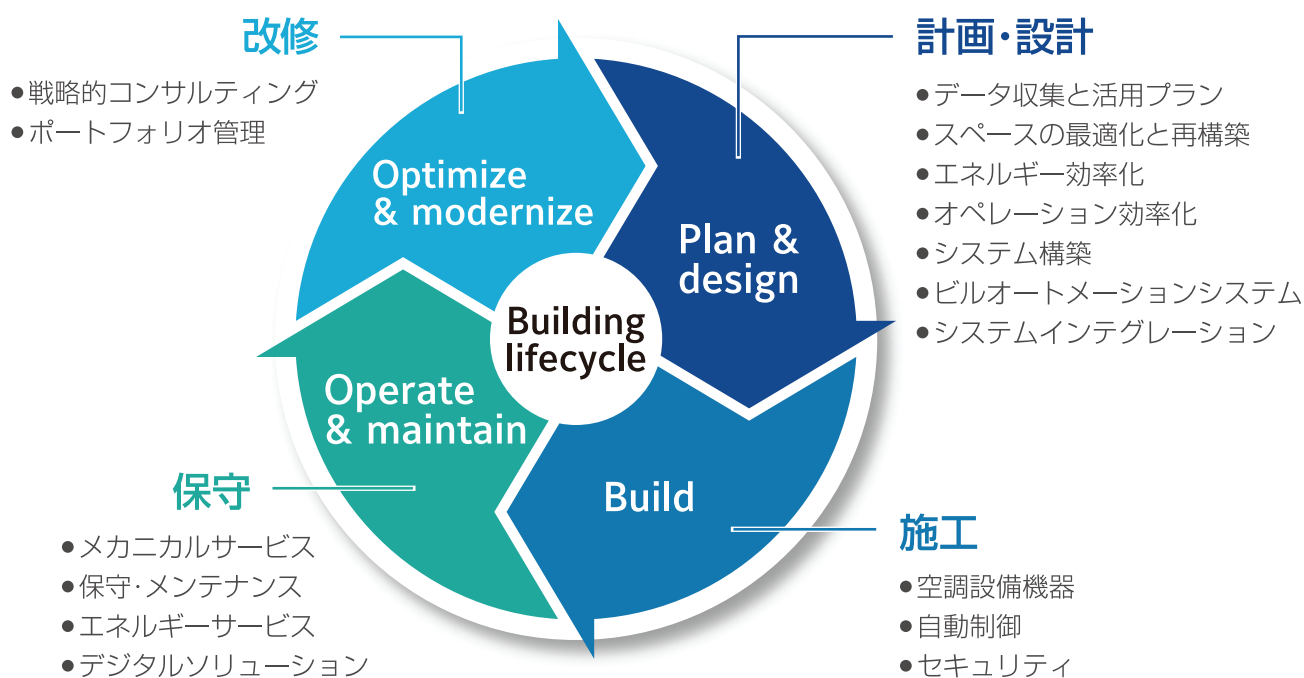 改修
●戦略的コンサルティング
●ポートフォリオ管理
計画・設計
●データ収集と活用プラン
●スペースの最適化と再構築
●エネルギー効率化
●オペレーション効率化
●システム構築
●ビルオートメーションシステム
●システムインテグレーション
Optimize
& modernize
Plan &
design
Building
lifecycle
Operate
& maintain
Build
保守
●メカニカルサービス
●保守・メンテナンス
●エネルギーサービス
●デジタルソリューション
施工
●空調設備機器
●自動制御
●セキュリティ